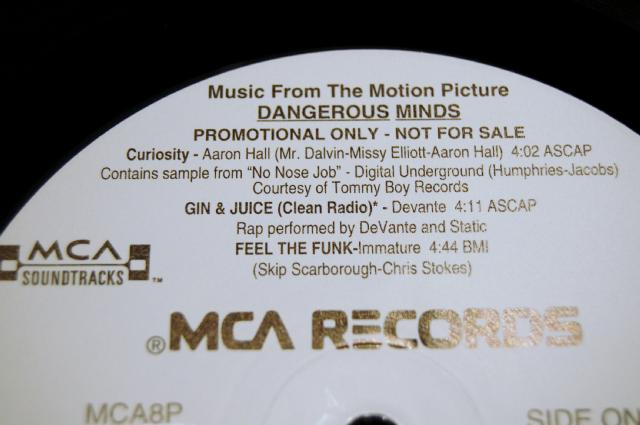 Music From The Motion Picture
DANGEROUS MINDS
PROMOTIONAL ONLY - NOT FOR SALE
Curiosity - Aaron Hall (Mr. Dalvin-Missy Elliott-Aaron Hall) 4:02 ASCAP
Contains sample from "No Nose Job" - Digital Underground (Humphries-Jacobs)
Courtesy of Tommy Boy Records
GIN & JUICE (Clean Radio)* - Devante 4:11 ASCAP
Rap performed by DeVante and Static
FEEL THE FUNK-Immature 4:44 BMI
(Skip Scarborough-Chris Stokes)
MCA
SOUNDTRACKS ™
® MCA RECORDS
MCA8P
SIDE ON